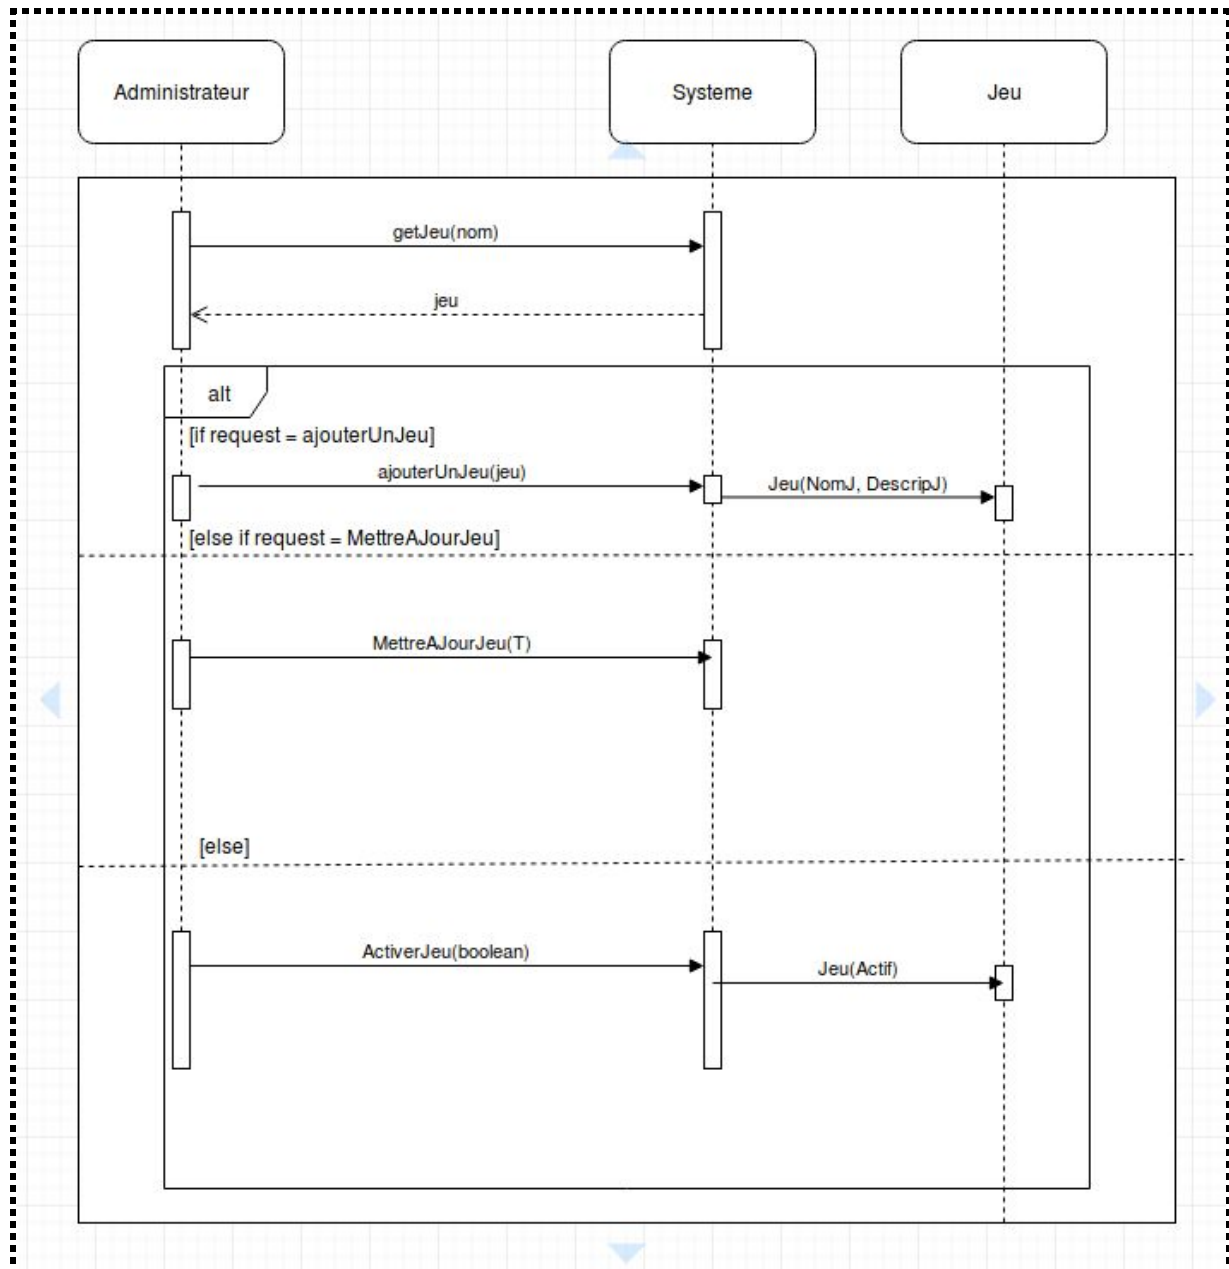 Administrateur
Systeme
Jeu
getJeu(nom)
jeu
alt
[if request = ajouterUnJeu]
ajouterUnJeu(jeu)
Jeu(NomJ, DescripJ)
[else if request = MettreAJourJeu]
MettreAJourJeu(T)
[else]
ActiverJeu(boolean)
Jeu(Actif)